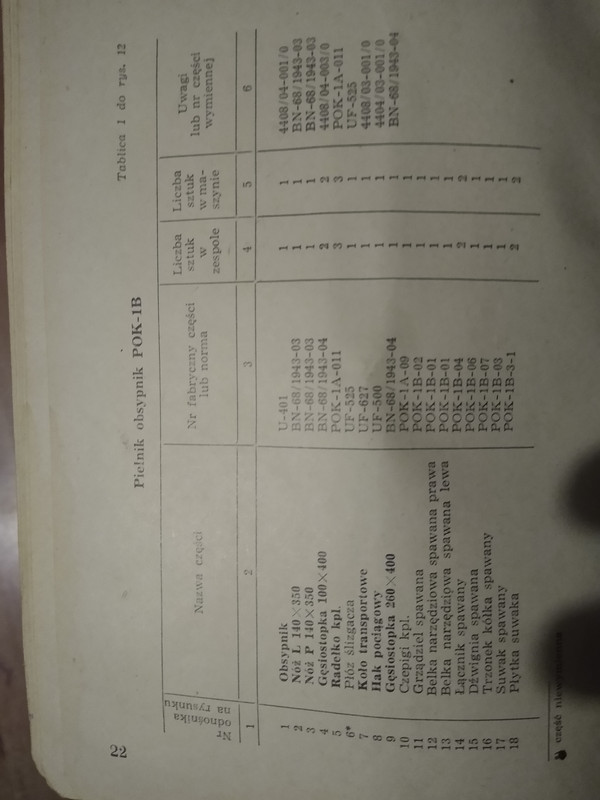 22
Tablica 1 do rys. 12
Pielnik obsypnik POK-1B
Nr odnośnika na rysunku | Nazwa części | Nr fabryczny części lub norma | Liczba sztuk w zespole | Liczba sztuk w maszynie | Uwagi lub nr części wymiennej
1 | 2 | 3 | 4 | 5 | 6
1 | Obsypnik | U-401 | 1 | 1 | 4408/04-001/0
2 | Nóż L 140×350 | BN-68/1943-03 | 1 | 1 | BN-68/1943-03
3 | Nóż P 140×350 | BN-68/1943-03 | 1 | 1 | BN-68/1943-03
4 | Gęsiostopka 100×400 | BN-68/1943-04 | 2 | 2 | 4408/04-003/0
5 | Radełko kpl. | POK-1A-011 | 3 | 3 | POK-1A-011
6* | Płóz ślizgacza | UF-525 | 1 | 1 | UF-525
7 | Koła transportowe | UF-627 | 1 | 1 | 4408/03-001/0
8 | Hak pociągowy | UF-500 | 1 | 1 | 4404/03-001/0
9 | Gęsiostopka 260×400 | BN-68/1943-04 | 1 | 1 | BN-68/1943-04
10 | Czepigi kpl. | POK-1A-09 | 1 | 1
11 | Grządziel spawana | POK-1B-02 | 1 | 1
12 | Belka narzędziowa spawana prawa | POK-1B-01 | 1 | 1
13 | Belka narzędziowa spawana lewa | POK-1B-01 | 1 | 1
14 | Łącznik spawany | POK-1B-04 | 2 | 2
15 | Dźwignia spawana | POK-1B-06 | 1 | 1
16 | Trzonek kółka spawany | POK-1B-07 | 1 | 1
17 | Suwak spawany | POK-1B-03 | 1 | 1
18 | Płytka suwaka | POK-1B-3-1 | 2 | 2
część